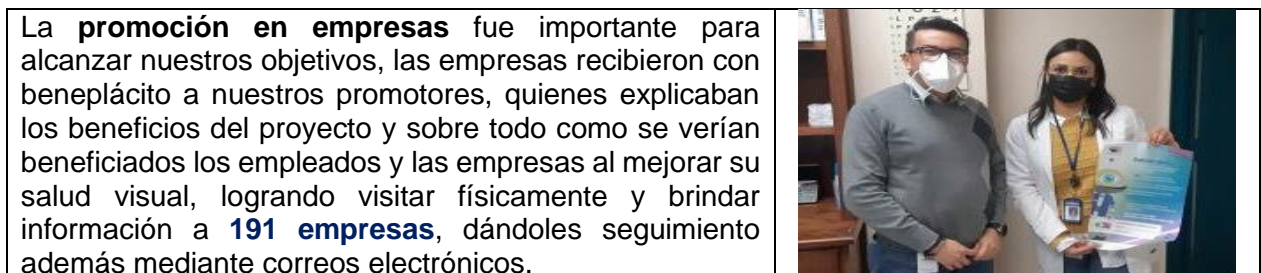 La promoción en empresas fue importante para
alcanzar nuestros objetivos, las empresas recibieron con
beneplácito a nuestros promotores, quienes explicaban
los beneficios del proyecto y sobre todo como se verían
beneficiados los empleados y las empresas al mejorar su
salud visual, logrando visitar físicamente y brindar
información a 191 empresas, dándoles seguimiento
además mediante correos electrónicos.